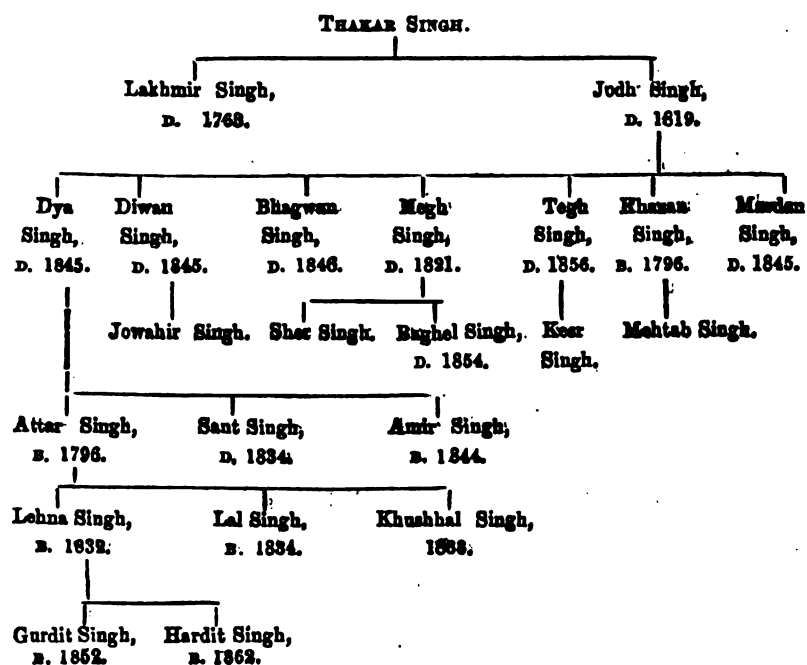 THAKAR SINGH.
Lakhmir Singh, Jodh Singh,
D. 1768. D. 1819.
Dya Diwan Bhagwan Megh Tegh Khazan
Singh, Singh, Singh, Singh, Singh, Singh, Singh,
D. 1845. D. 1845. D. 1846. D. 1821. D. 1856. B. 1796. D. 1845.
Jowahir Singh. Sher Singh. Baghel Singh, Kesr Mehtab Singh.
D. 1854. Singh.
Attar Singh, Sant Singh, Amir Singh,
B. 1796. D. 1834. B. 1844.
Lehna Singh, Lal Singh, Khushhal Singh,
B. 1832. B. 1834.
Gurdit Singh, Hardit Singh,
B. 1852. B. 1862.